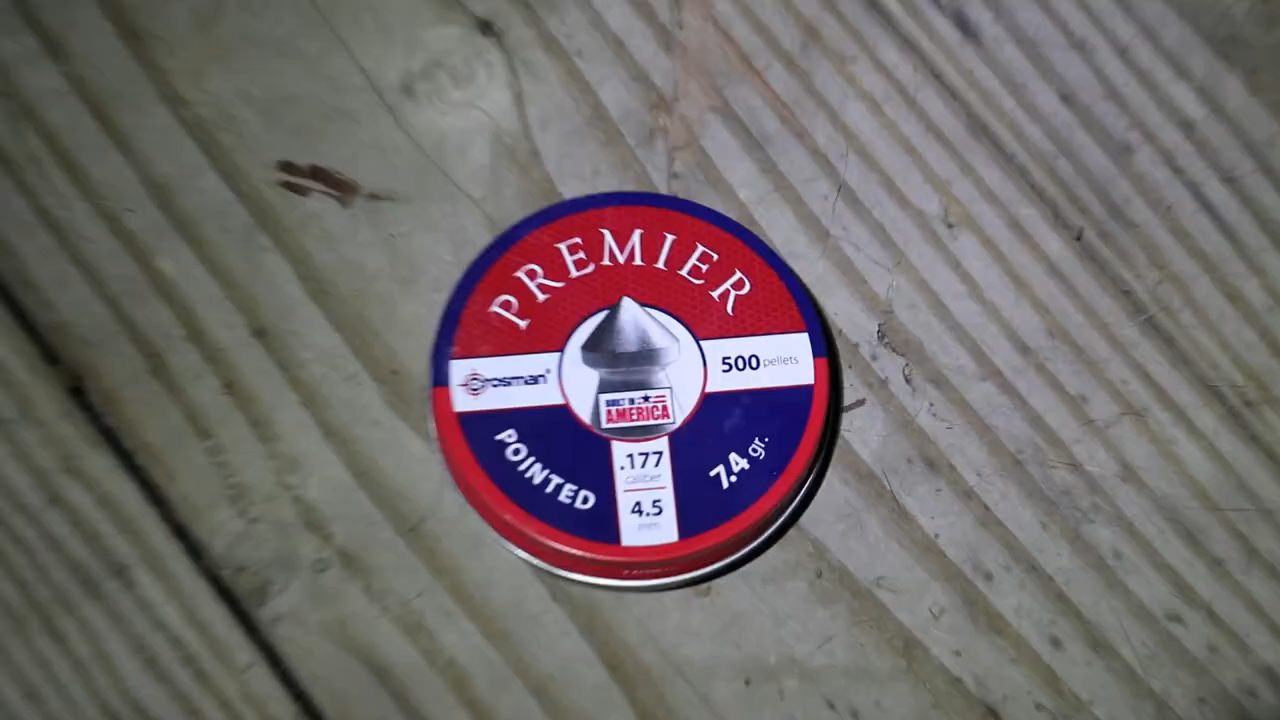 PREMIER
Crosman®
500 pellets
BUILT IN
AMERICA
POINTED
.177
caliber
4.5
mm
7.4 gr.